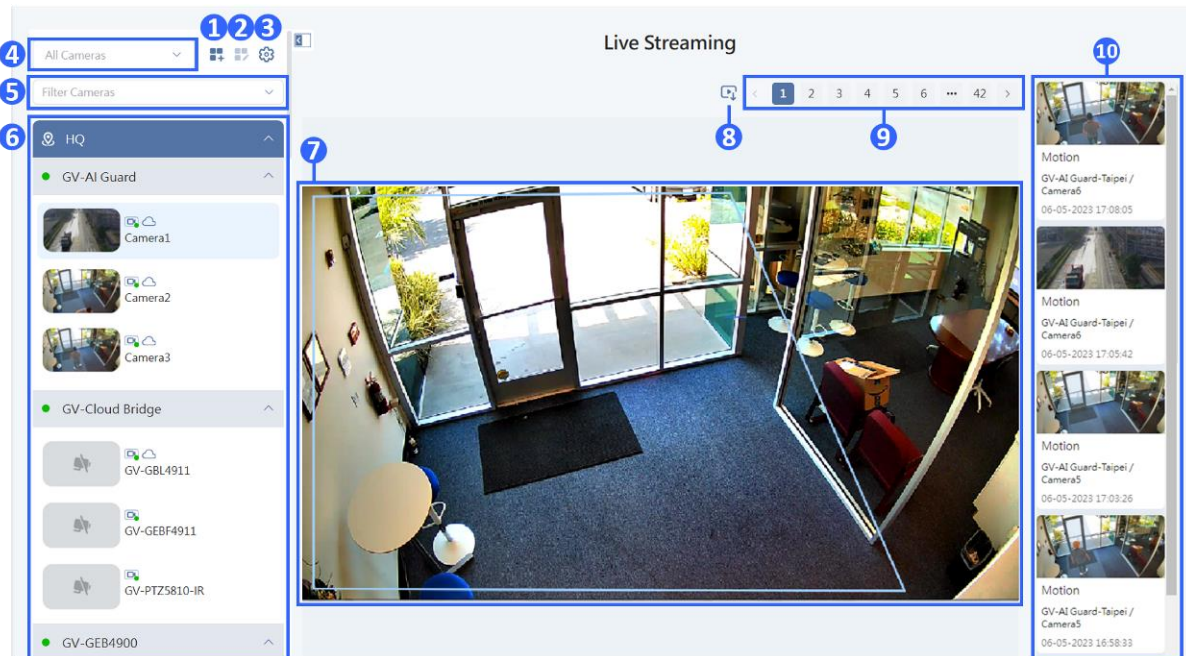 1 2 3
4 All Cameras
Live Streaming
10
5 Filter Cameras
1 2 3 4 5 6 ••• 42
8 9
6 HQ
7
GV-AI Guard
Camera1
Camera2
Camera3
GV-Cloud Bridge
GV-GBL4911
GV-GEBF4911
GV-PTZ5810-IR
GV-GEB4900
Motion
GV-AI Guard-Taipei /
Camera6
06-05-2023 17:08:05
Motion
GV-AI Guard-Taipei /
Camera6
06-05-2023 17:05:42
Motion
GV-AI Guard-Taipei /
Camera5
06-05-2023 17:03:26
Motion
GV-AI Guard-Taipei /
Camera5
06-05-2023 16:58:33